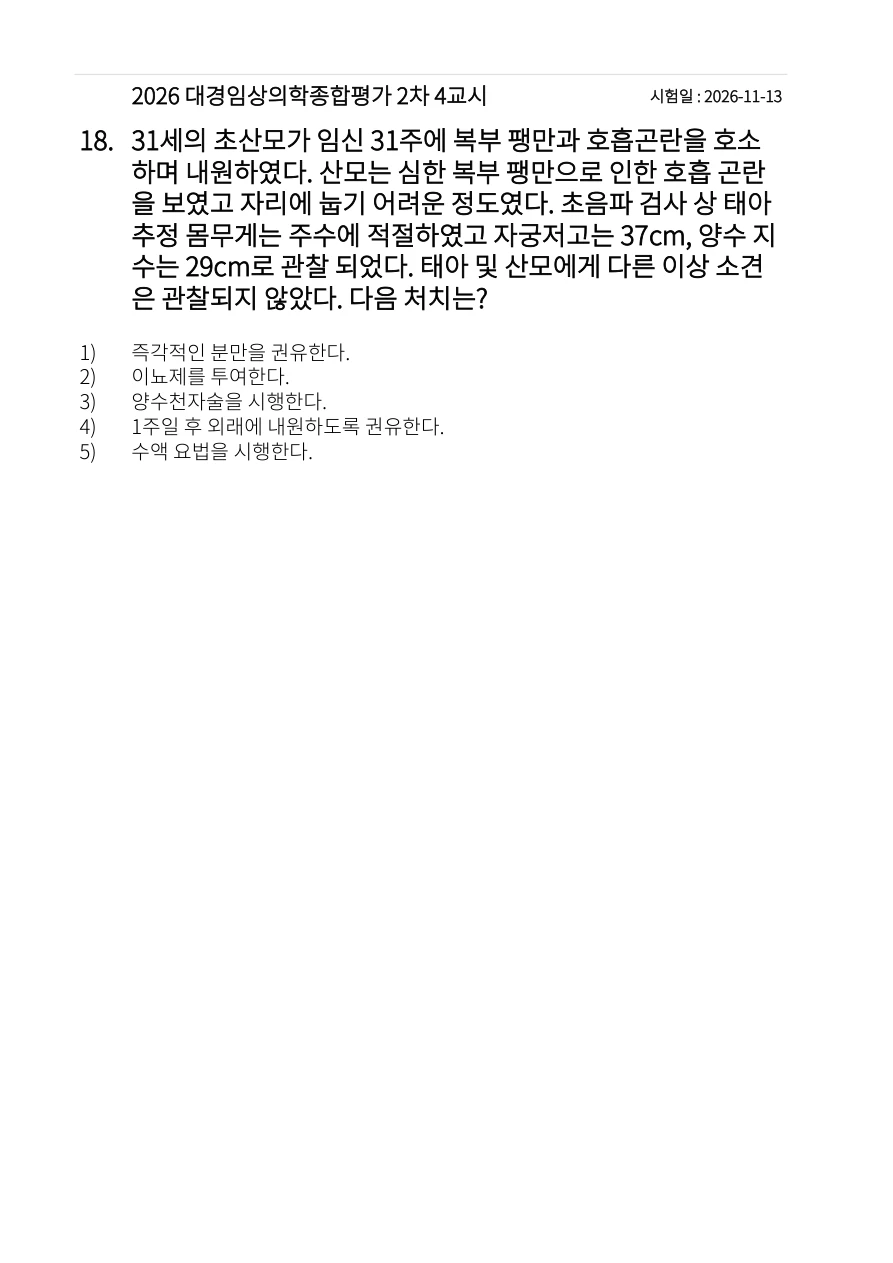 2026 대경임상의학종합평가 2차 4교시 시험일 : 2026-11-13
18. 31세의 초산모가 임신 31주에 복부 팽만과 호흡곤란을 호소
하며 내원하였다. 산모는 심한 복부 팽만으로 인한 호흡 곤란
을 보였고 자리에 눕기 어려운 정도였다. 초음파 검사 상 태아
추정 몸무게는 주수에 적절하였고 자궁저고는 37cm, 양수 지
수는 29cm로 관찰 되었다. 태아 및 산모에게 다른 이상 소견
은 관찰되지 않았다. 다음 처치는?
1) 즉각적인 분만을 권유한다.
2) 이뇨제를 투여한다.
3) 양수천자술을 시행한다.
4) 1주일 후 외래에 내원하도록 권유한다.
5) 수액 요법을 시행한다.